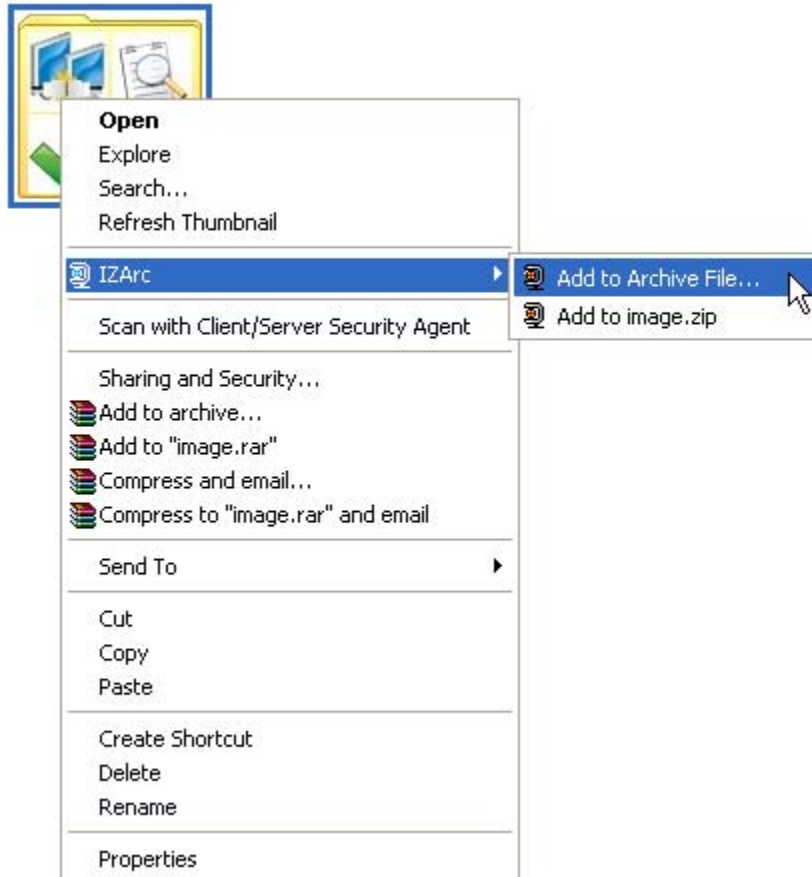 Open
Explore
Search...
Refresh Thumbnail
IZArc
Add to Archive File...
Add to image.zip
Scan with Client/Server Security Agent
Sharing and Security...
Add to archive...
Add to "image.rar"
Compress and email...
Compress to "image.rar" and email
Send To
Cut
Copy
Paste
Create Shortcut
Delete
Rename
Properties